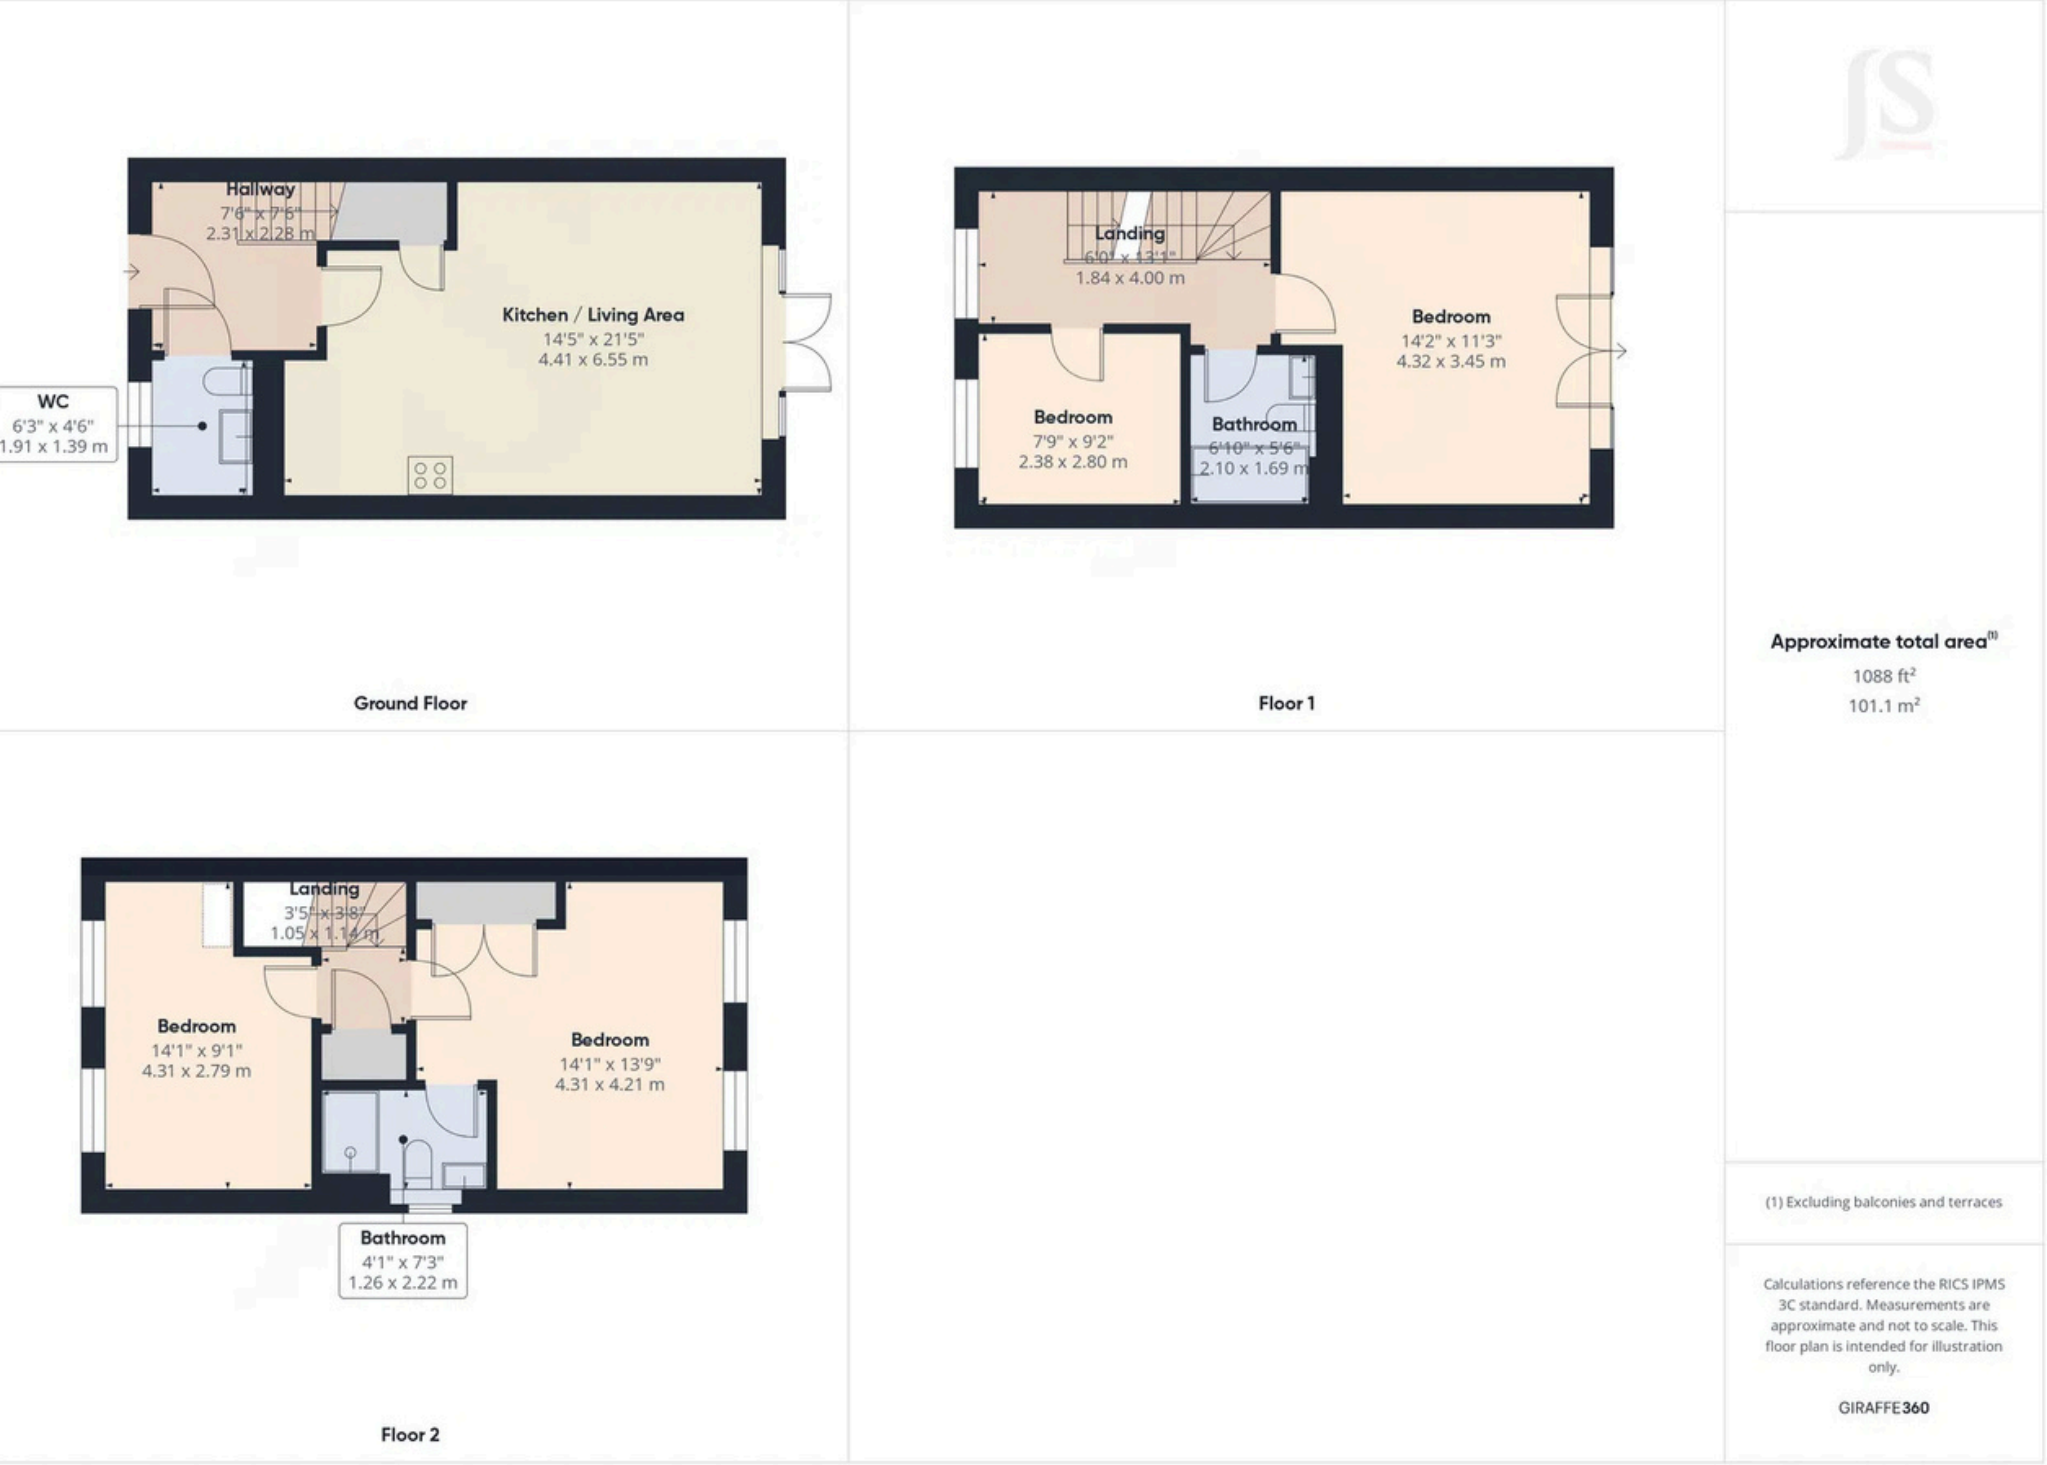 Hallway
7'6" x 7'6"
2.31 x 2.28 m
Kitchen / Living Area
14'5" x 21'5"
4.41 x 6.55 m
WC
6'3" x 4'6"
1.91 x 1.39 m
Ground Floor
Landing
6'0" x 13'1"
1.84 x 4.00 m
Bedroom
14'2" x 11'3"
4.32 x 3.45 m
Bedroom
7'9" x 9'2"
2.38 x 2.80 m
Bathroom
6'10" x 5'6"
2.10 x 1.69 m
Floor 1
Landing
3'5" x 3'8"
1.05 x 1.14 m
Bedroom
14'1" x 9'1"
4.31 x 2.79 m
Bedroom
14'1" x 13'9"
4.31 x 4.21 m
Bathroom
4'1" x 7'3"
1.26 x 2.22 m
Floor 2
JS
Approximate total area(1)
1088 ft²
101.1 m²
(1) Excluding balconies and terraces
Calculations reference the RICS IPMS
3C standard. Measurements are
approximate and not to scale. This
floor plan is intended for illustration
only.
GIRAFFE360